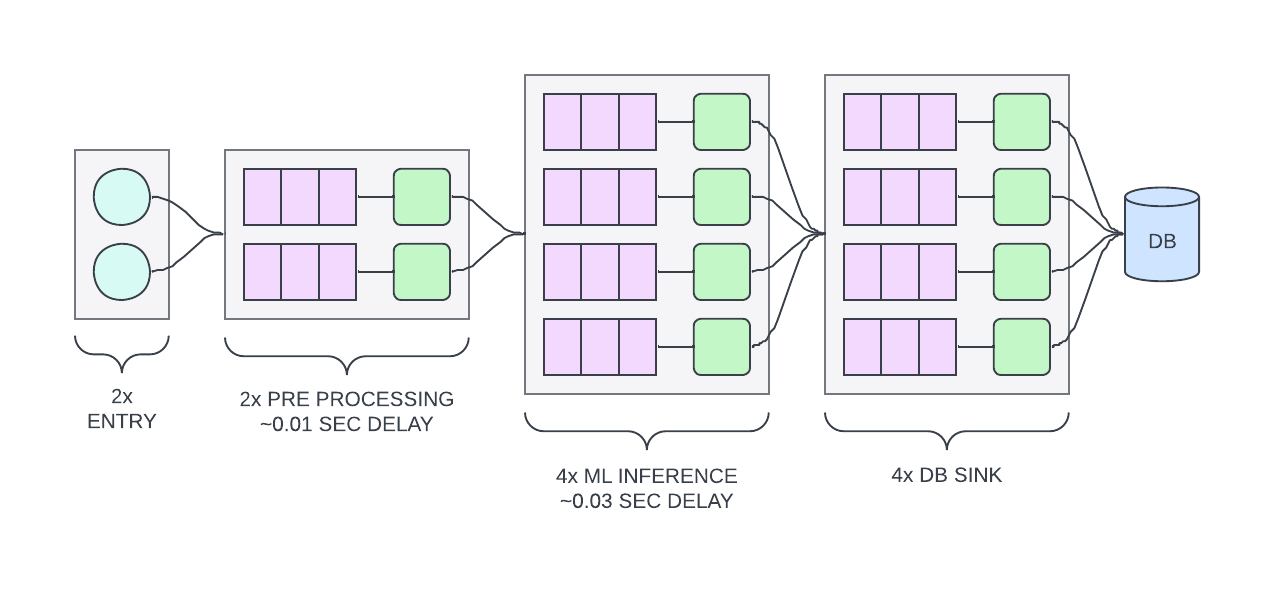 DB
2x
ENTRY
2x PRE PROCESSING
~0.01 SEC DELAY
4x ML INFERENCE
~0.03 SEC DELAY
4x DB SINK